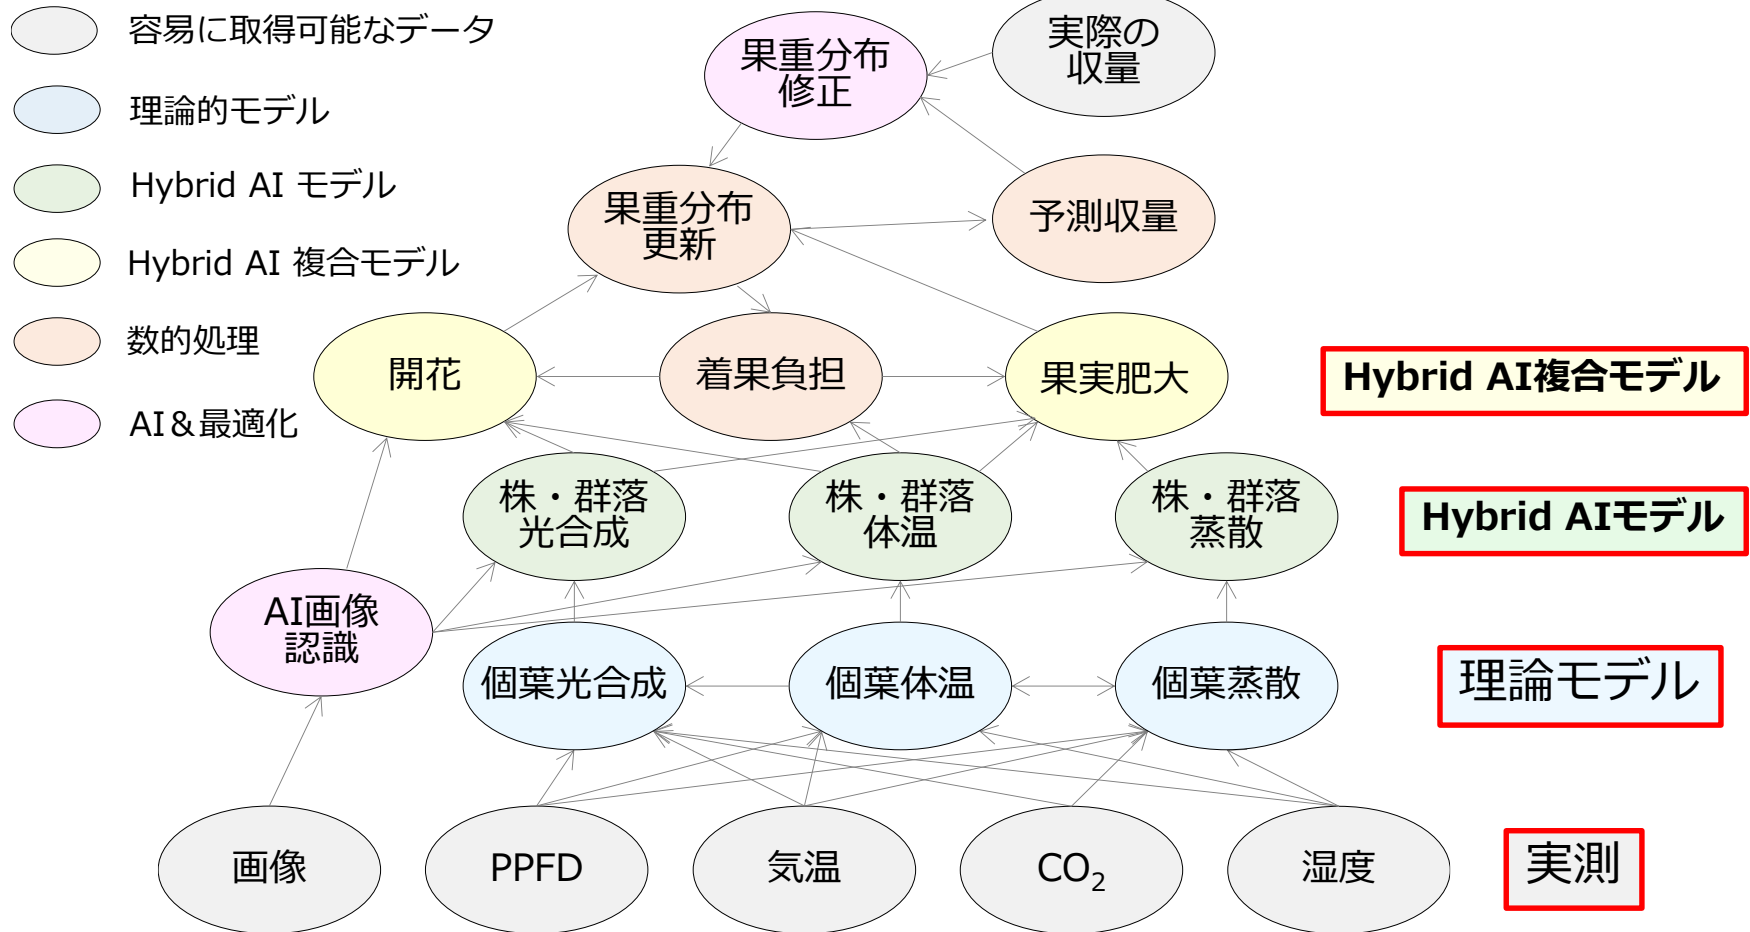 容易に取得可能なデータ
理論的モデル
Hybrid AI モデル
Hybrid AI 複合モデル
数的処理
AI＆最適化
実際の
収量
果重分布
修正
果重分布
更新
予測収量
開花
着果負担
果実肥大
Hybrid AI複合モデル
株・群落
光合成
株・群落
体温
株・群落
蒸散
Hybrid AIモデル
AI画像
認識
個葉光合成
個葉体温
個葉蒸散
理論モデル
画像
PPFD
気温
CO₂
湿度
実測